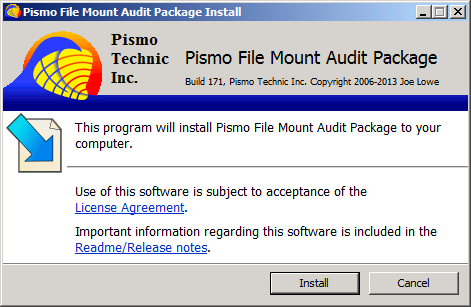 Pismo File Mount Audit Package Install
Pismo
Technic
Inc.
Pismo File Mount Audit Package
Build 171, Pismo Technic Inc. Copyright 2006-2013 Joe Lowe
This program will install Pismo File Mount Audit Package to your
computer.
Use of this software is subject to acceptance of the
License Agreement.
Important information regarding this software is included in the
Readme/Release notes.
Install
Cancel